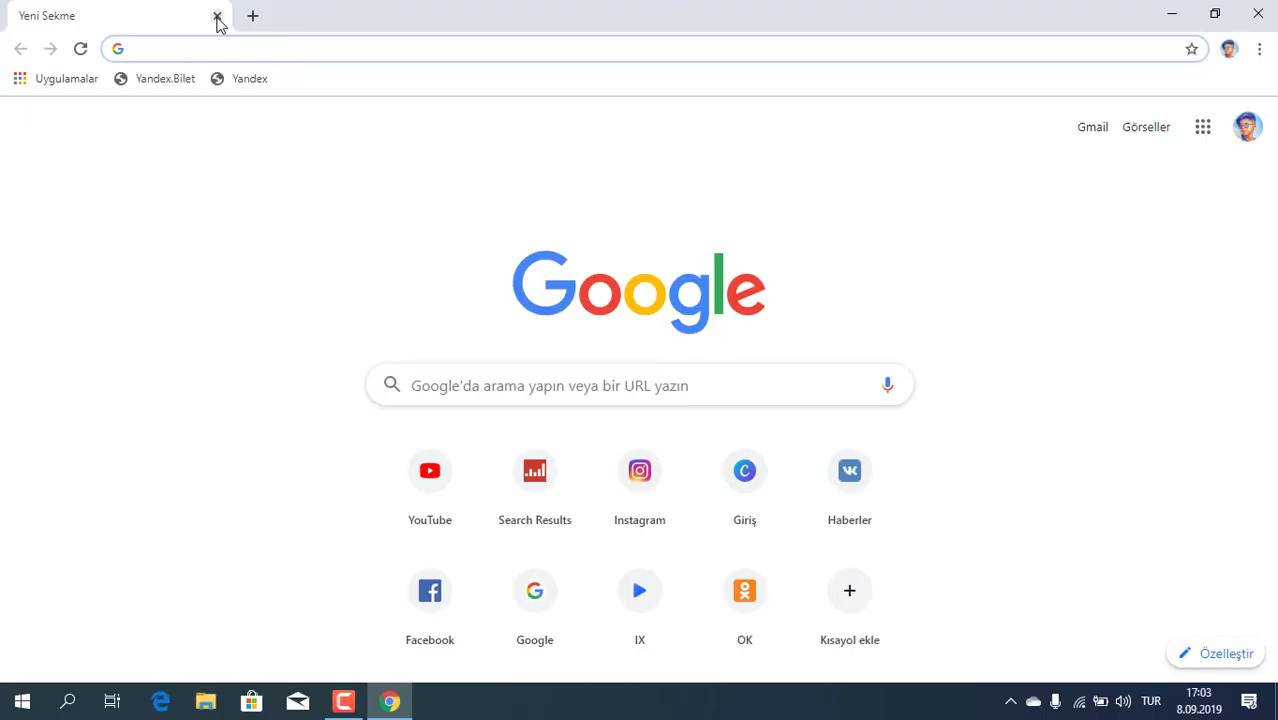 Yeni Sekme
Uygulamalar Yandex.Bilet Yandex
Gmail Görseller
Google
Google'da arama yapın veya bir URL yazın
YouTube Search Results Instagram Giriş Haberler
Facebook Google IX OK Kısayol ekle
Özelleştir
TUR 17:03
8.09.2019